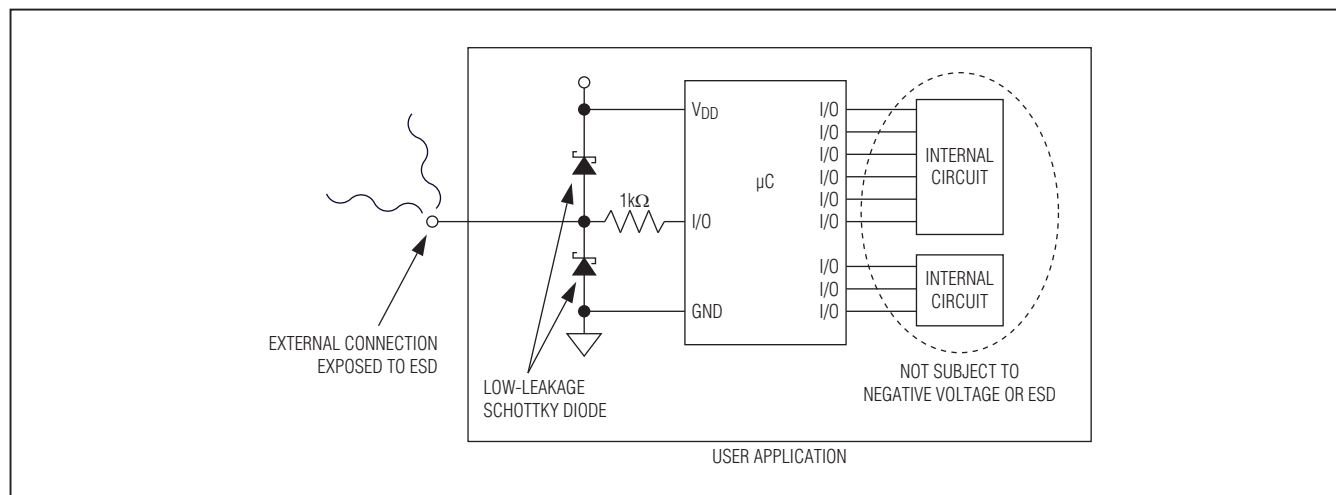 VDD
I/O
I/O
I/O
I/O
I/O
I/O
INTERNAL
CIRCUIT
µC
1kΩ
I/O
I/O
I/O
I/O
INTERNAL
CIRCUIT
GND
EXTERNAL CONNECTION
EXPOSED TO ESD
LOW-LEAKAGE
SCHOTTKY DIODE
NOT SUBJECT TO
NEGATIVE VOLTAGE OR ESD
USER APPLICATION